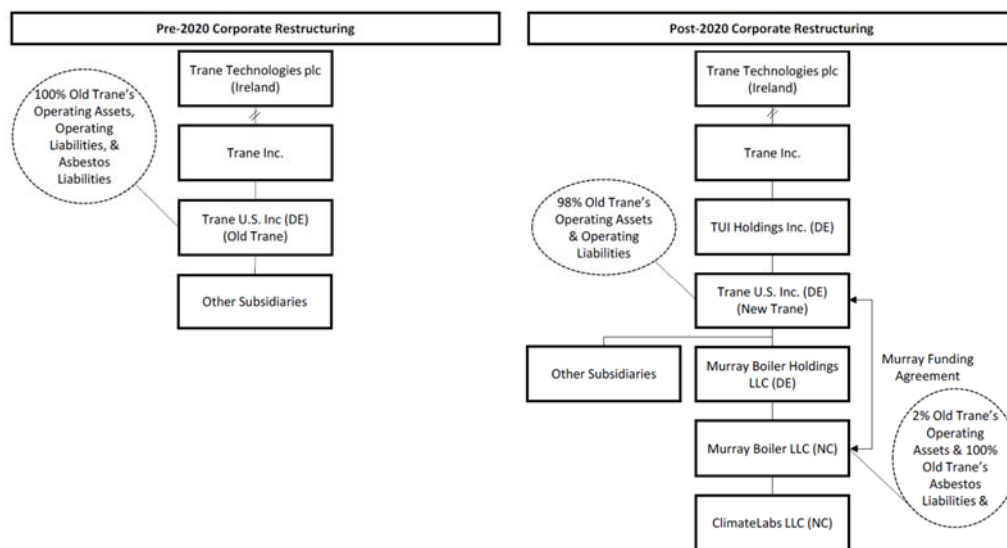 Pre-2020 Corporate Restructuring
Trane Technologies plc
(Ireland)
100% Old Trane's
Operating Assets,
Operating
Liabilities, &
Asbestos
Liabilities
Trane Inc.
Trane U.S. Inc (DE)
(Old Trane)
Other Subsidiaries
Post-2020 Corporate Restructuring
Trane Technologies plc
(Ireland)
Trane Inc.
98% Old Trane's
Operating Assets
& Operating
Liabilities
TUI Holdings Inc. (DE)
Trane U.S. Inc. (DE)
(New Trane)
Other Subsidiaries
Murray Boiler Holdings
LLC (DE)
Murray Funding
Agreement
Murray Boiler LLC (NC)
2% Old Trane's
Operating
Assets & 100%
Old Trane's
Asbestos
Liabilities &
ClimateLabs LLC (NC)